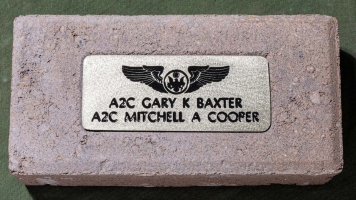 A2C GARY K BAXTER
A2C MITCHELL A COOPER